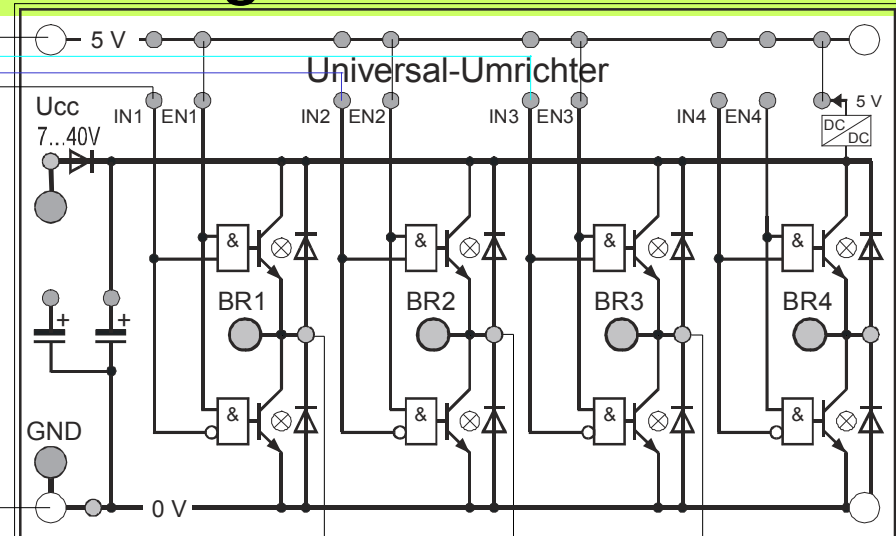 5 V
Universal-Umrichter
Ucc
7...40V
IN1 EN1
IN2 EN2
IN3 EN3
IN4 EN4
5 V
DC
DC
&
&
&
&
BR1
BR2
BR3
BR4
+
+
&
&
&
&
GND
0 V